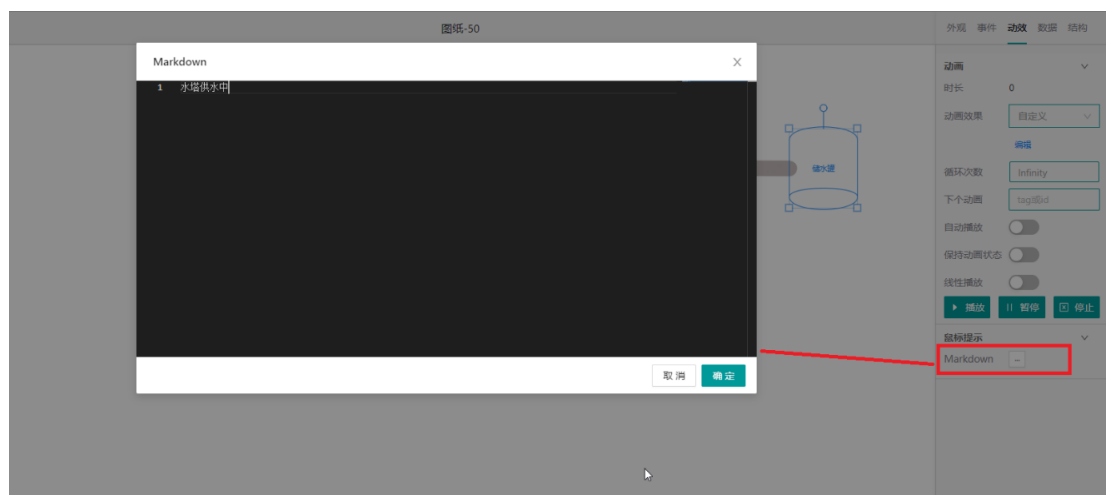 图纸-50
外观 事件 动效 数据 结构
Markdown
1 水塔供水中
储水罐
动画
时长 0
动画效果 自定义
编辑
循环次数 Infinity
下个动画 tag或id
自动播放
保持动画状态
线性播放
播放 暂停 停止
鼠标提示
Markdown ...
取消 确定